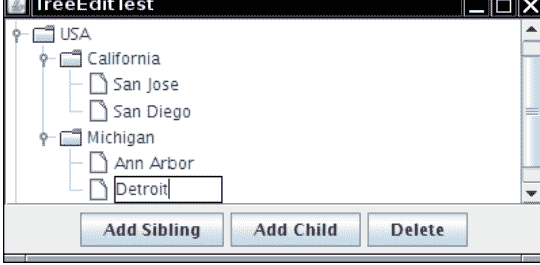 TreeEditTest
USA
California
San Jose
San Diego
Michigan
Ann Arbor
Detroit
Add Sibling Add Child Delete